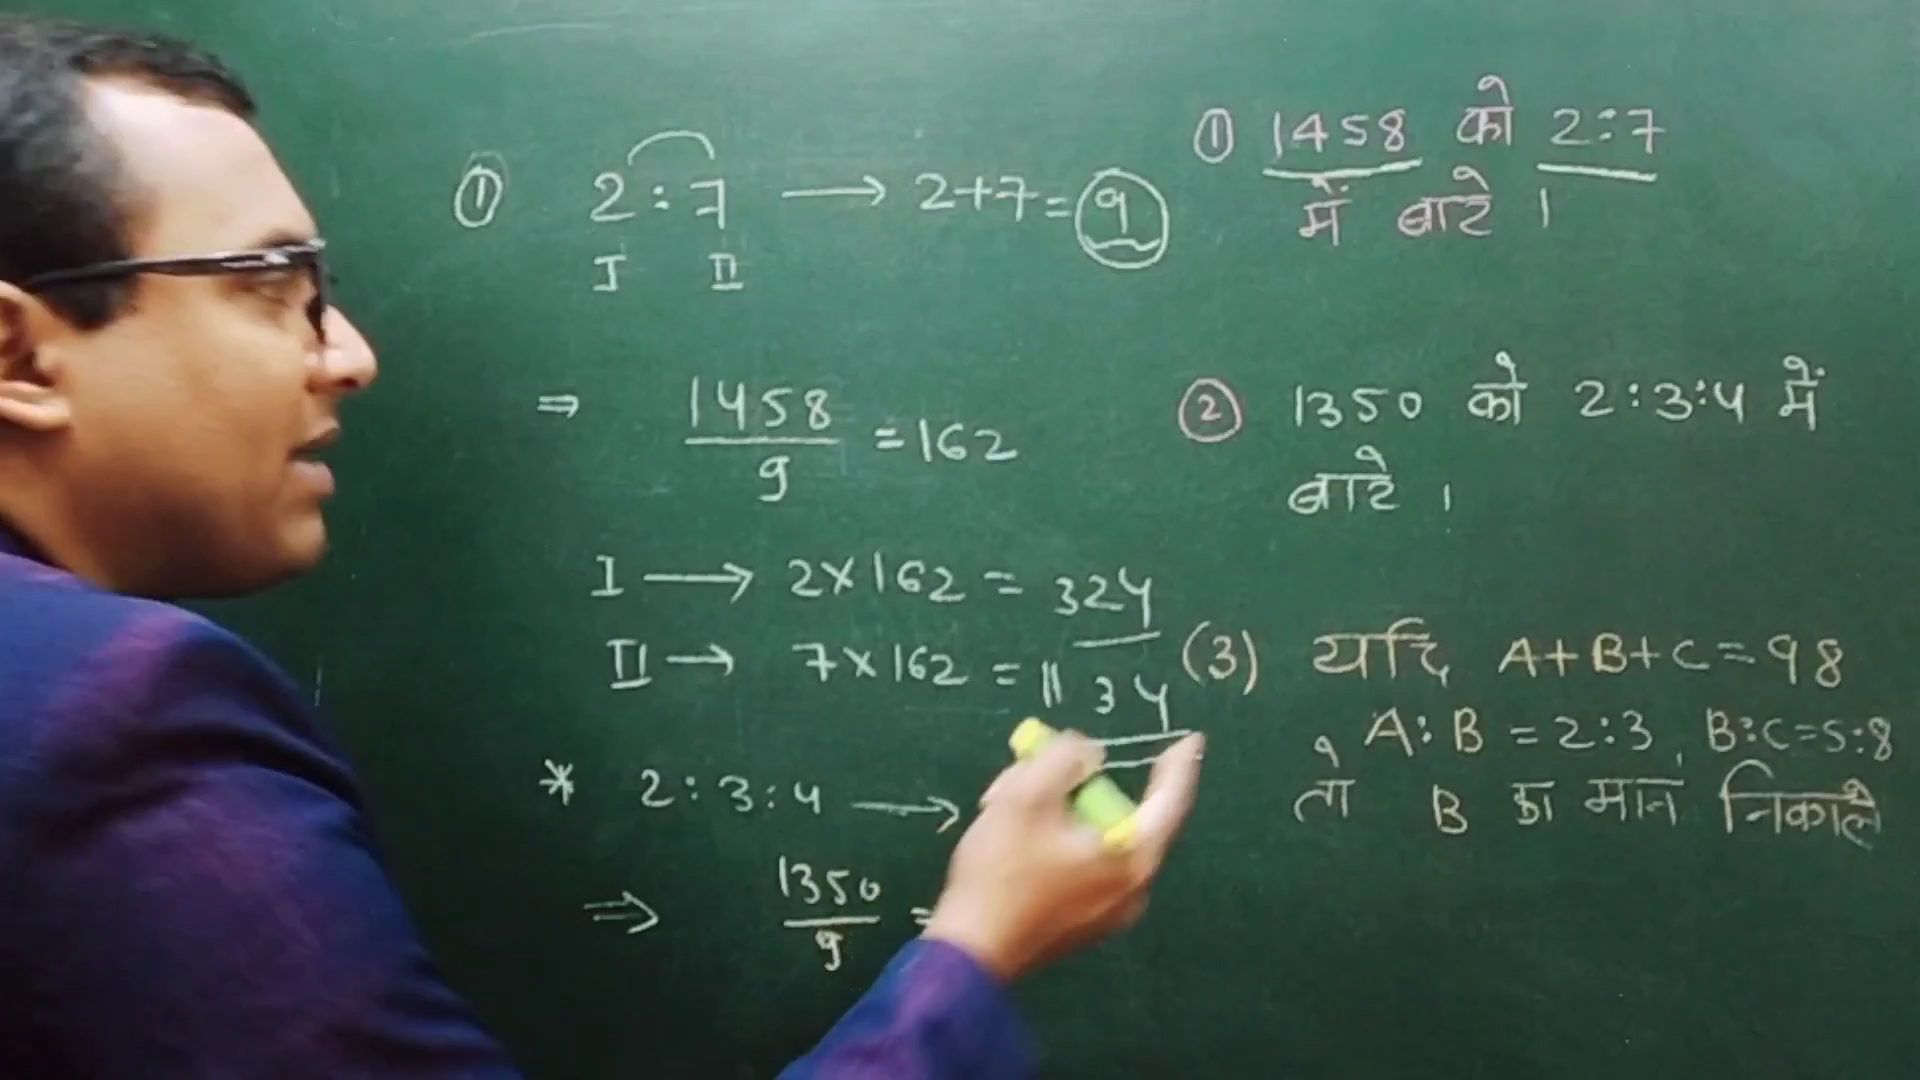 ① 2:7 → 2+7=9
I II
⇒ 1458/9 =162
I → 2×162 = 324
II → 7×162 = 1134
* 2:3:4 →
⇒ 1350/9 =
① 1458 को 2:7
में बाटे ।
② 1350 को 2:3:4 में
बाटे ।
(3) यदि A+B+C=98
A:B=2:3, B:C=5:8
तो B का मान निकाले